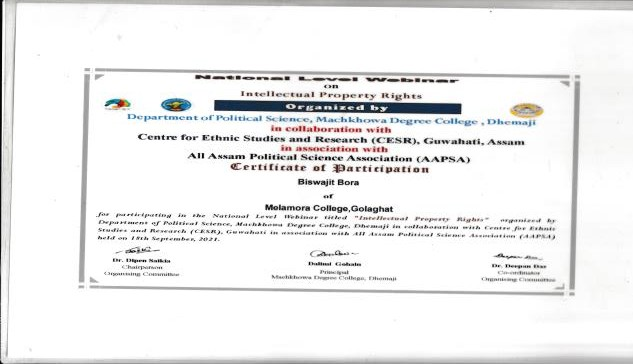 National Level Webinar
on
Intellectual Property Rights
Organized by
Department of Political Science, Machkhowa Degree College , Dhemaji
in collaboration with
Centre for Ethnic Studies and Research (CESR), Guwahati, Assam
in association with
All Assam Political Science Association (AAPSA)
Certificate of Participation
Biswajit Bora
of
Melamora College,Golaghat
for participating in the National Level Webinar titled "Intellectual Property Rights" organized by
Department of Political Science, Machkhowa Degree College, Dhemaji in collaboration with Centre for Ethnic
Studies and Research (CESR), Guwahati in association with All Assam Political Science Association (AAPSA)
held on 15th September, 2021.
Dr. Dipen Saikia
Chairperson
Organising Committee
Dalimi Gohain
Principal
Machkhowa Degree College, Dhemaji
Dr. Deepan Das
Co-ordinator
Organising Committee